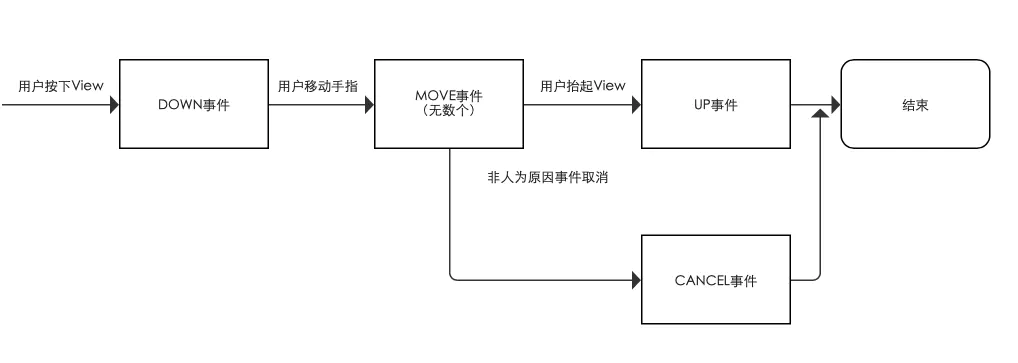 用户按下View
DOWN事件
用户移动手指
MOVE事件
（无数个）
用户抬起View
UP事件
结束
非人为原因事件取消
CANCEL事件